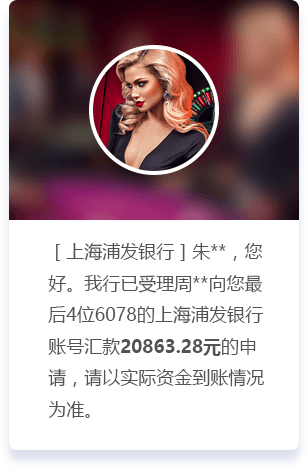 ［上海浦发银行］朱**，您
好。我行已受理周**向您最
后4位6078的上海浦发银行
账号汇款20863.28元的申
请，请以实际资金到账情况
为准。